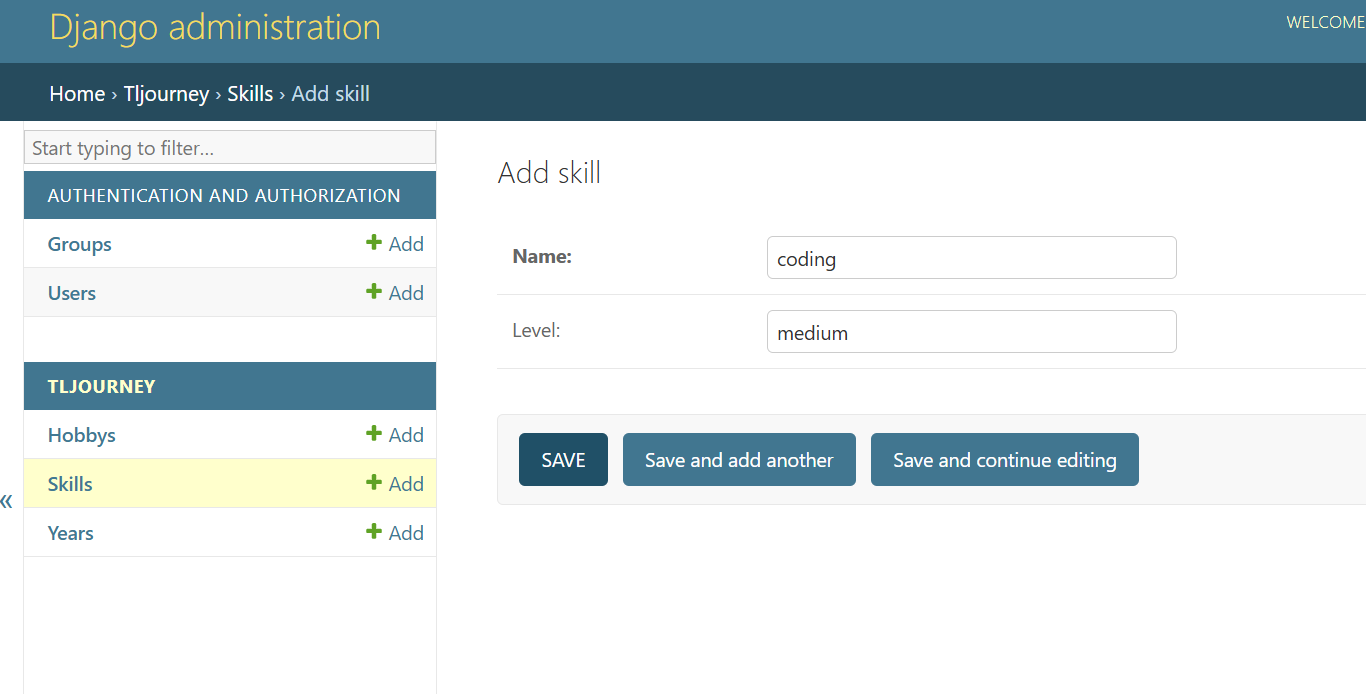 Django administration
WELCOME
Home › Tljourney › Skills › Add skill
Start typing to filter...
AUTHENTICATION AND AUTHORIZATION
Groups Add
Users Add
TLJOURNEY
Hobbys Add
Skills Add
Years Add
«
Add skill
Name: coding
Level: medium
SAVE Save and add another Save and continue editing